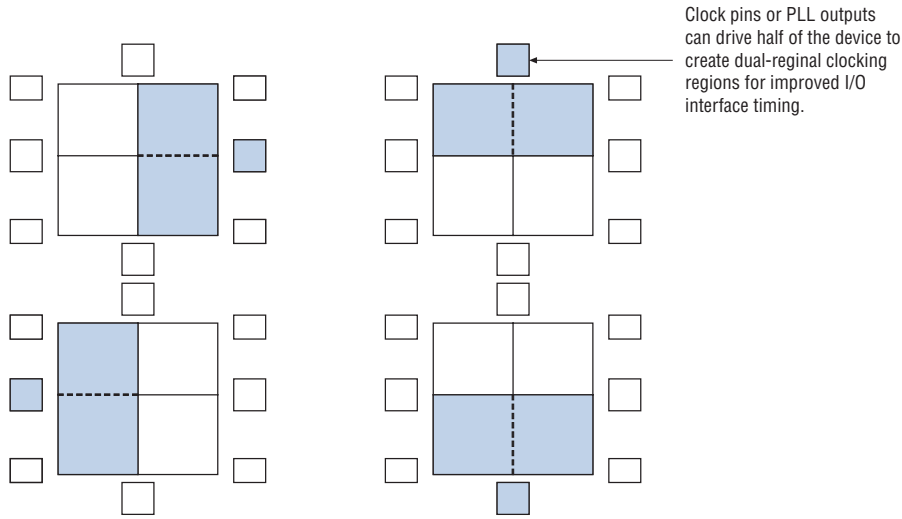 Clock pins or PLL outputs
can drive half of the device to
create dual-reginal clocking
regions for improved I/O
interface timing.